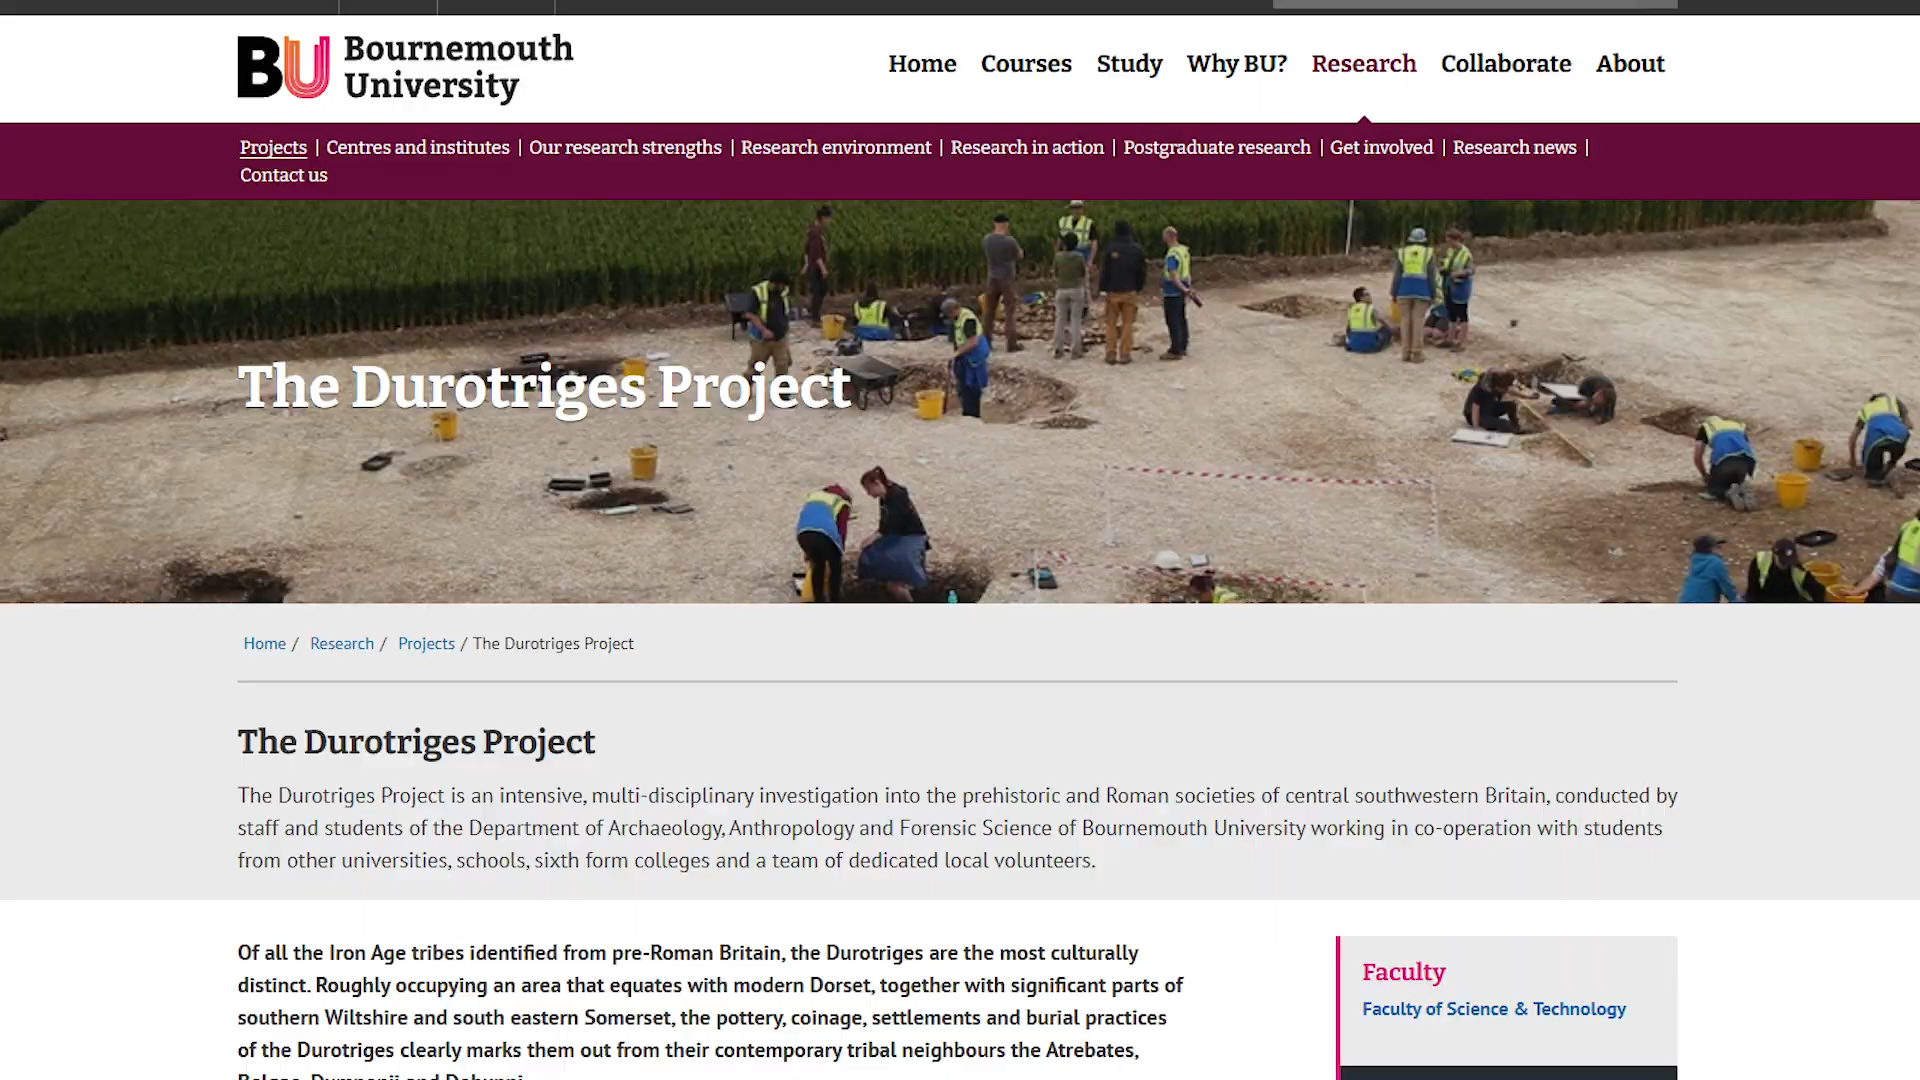 BU Bournemouth
University
Home Courses Study Why BU? Research Collaborate About
Projects | Centres and institutes | Our research strengths | Research environment | Research in action | Postgraduate research | Get involved | Research news |
Contact us
The Durotriges Project
Home / Research / Projects / The Durotriges Project
The Durotriges Project
The Durotriges Project is an intensive, multi-disciplinary investigation into the prehistoric and Roman societies of central southwestern Britain, conducted by
staff and students of the Department of Archaeology, Anthropology and Forensic Science of Bournemouth University working in co-operation with students
from other universities, schools, sixth form colleges and a team of dedicated local volunteers.
Of all the Iron Age tribes identified from pre-Roman Britain, the Durotriges are the most culturally
distinct. Roughly occupying an area that equates with modern Dorset, together with significant parts of
southern Wiltshire and south eastern Somerset, the pottery, coinage, settlements and burial practices
of the Durotriges clearly marks them out from their contemporary tribal neighbours the Atrebates,
Faculty
Faculty of Science & Technology